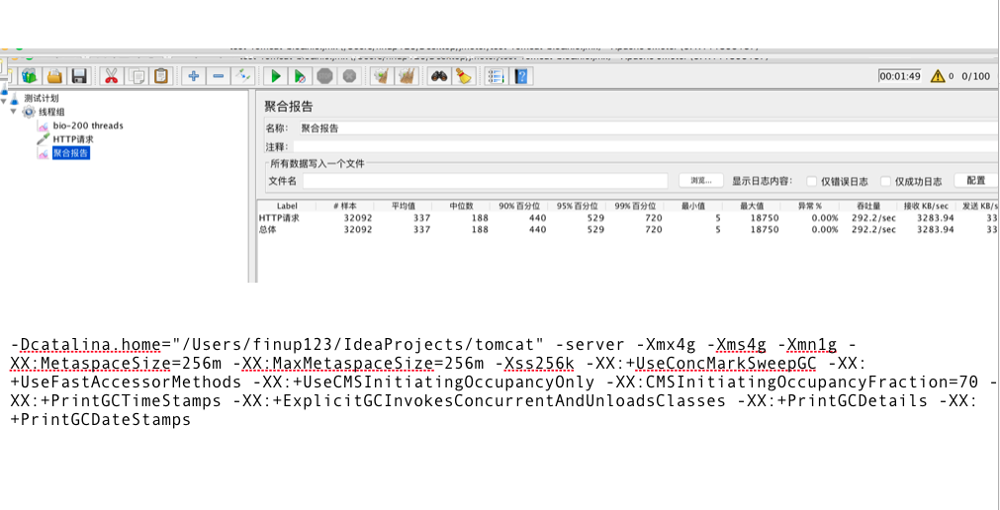 00:01:49 0 0/100
测试计划
线程组
bio-200 threads
HTTP请求
聚合报告
聚合报告
名称: 聚合报告
注释:
所有数据写入一个文件
文件名 浏览... 显示日志内容: 仅错误日志 仅成功日志 配置
Label # 样本 平均值 中位数 90% 百分位 95% 百分位 99% 百分位 最小值 最大值 异常 % 吞吐量 接收 KB/sec 发送 KB/s
HTTP请求 32092 337 188 440 529 720 5 18750 0.00% 292.2/sec 3283.94 33
总体 32092 337 188 440 529 720 5 18750 0.00% 292.2/sec 3283.94 33
-Dcatalina.home="/Users/finup123/IdeaProjects/tomcat" -server -Xmx4g -Xms4g -Xmn1g -
XX:MetaspaceSize=256m -XX:MaxMetaspaceSize=256m -Xss256k -XX:+UseConcMarkSweepGC -XX:
+UseFastAccessorMethods -XX:+UseCMSInitiatingOccupancyOnly -XX:CMSInitiatingOccupancyFraction=70 -
XX:+PrintGCTimeStamps -XX:+ExplicitGCInvokesConcurrentAndUnloadsClasses -XX:+PrintGCDetails -XX:
+PrintGCDateStamps